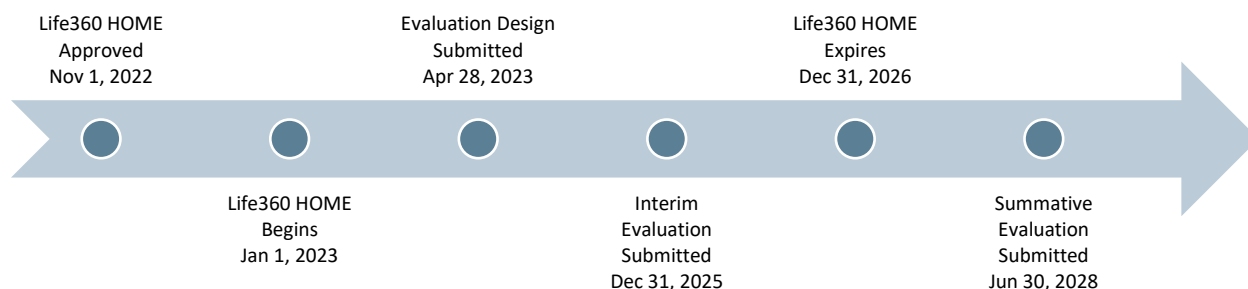 Life360 HOME
Approved
Nov 1, 2022
Life360 HOME
Begins
Jan 1, 2023
Evaluation Design
Submitted
Apr 28, 2023
Interim
Evaluation
Submitted
Dec 31, 2025
Life360 HOME
Expires
Dec 31, 2026
Summative
Evaluation
Submitted
Jun 30, 2028